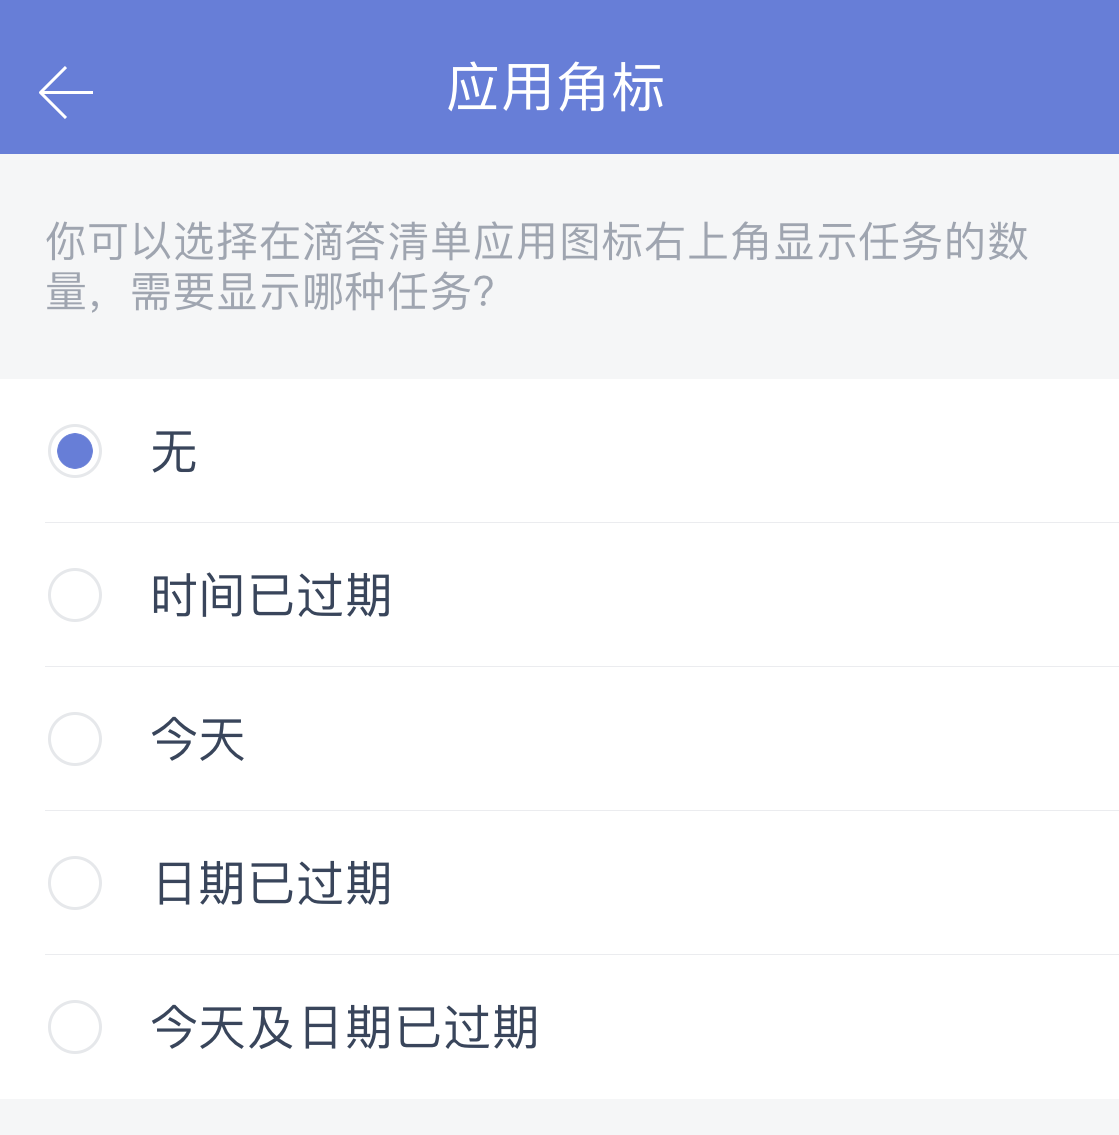 应用角标
你可以选择在滴答清单应用图标右上角显示任务的数
量，需要显示哪种任务?
无
时间已过期
今天
日期已过期
今天及日期已过期